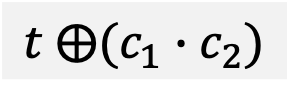 t ⊕(c₁ · c₂)